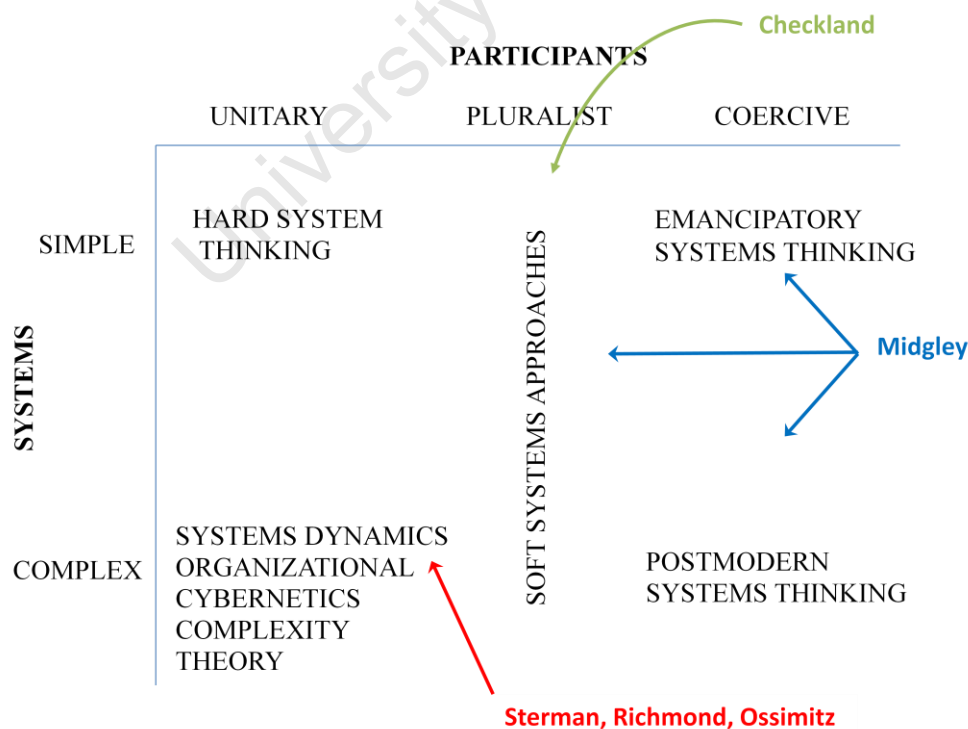 Checkland
PARTICIPANTS
UNITARY PLURALIST COERCIVE
University
SYSTEMS
SIMPLE
HARD SYSTEM
THINKING
SOFT SYSTEMS APPROACHES
EMANCIPATORY
SYSTEMS THINKING
Midgley
COMPLEX
SYSTEMS DYNAMICS
ORGANIZATIONAL
CYBERNETICS
COMPLEXITY
THEORY
POSTMODERN
SYSTEMS THINKING
Sterman, Richmond, Ossimitz